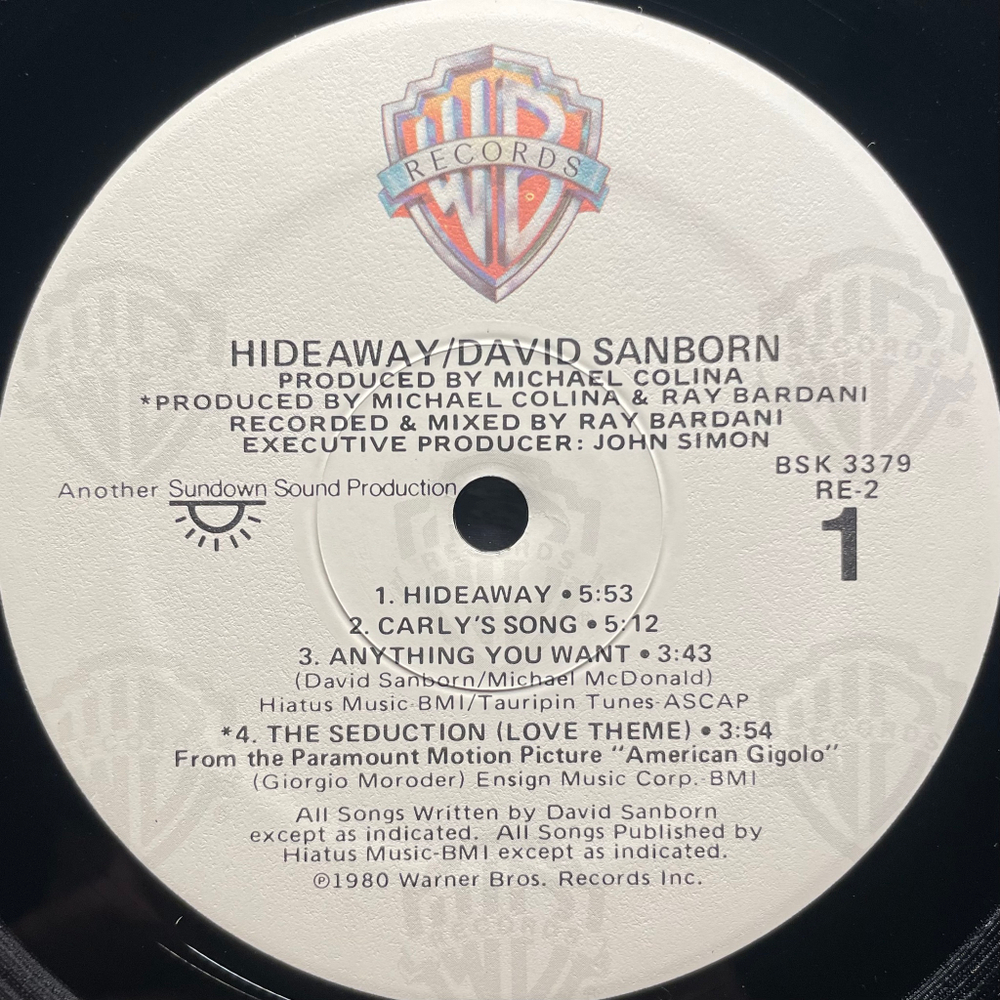 WB
RECORDS
HIDEAWAY/DAVID SANBORN
PRODUCED BY MICHAEL COLINA
*PRODUCED BY MICHAEL COLINA & RAY BARDANI
RECORDED & MIXED BY RAY BARDANI
EXECUTIVE PRODUCER: JOHN SIMON
BSK 3379
RE-2
1
Another Sundown Sound Production
1. HIDEAWAY • 5:53
2. CARLY'S SONG • 5:12
3. ANYTHING YOU WANT • 3:43
(David Sanborn/Michael McDonald)
Hiatus Music-BMI/Tauripin Tunes-ASCAP
*4. THE SEDUCTION (LOVE THEME) • 3:54
From the Paramount Motion Picture "American Gigolo"
(Giorgio Moroder) Ensign Music Corp.-BMI
All Songs Written by David Sanborn
except as indicated. All Songs Published by
Hiatus Music-BMI except as indicated.
℗1980 Warner Bros. Records Inc.